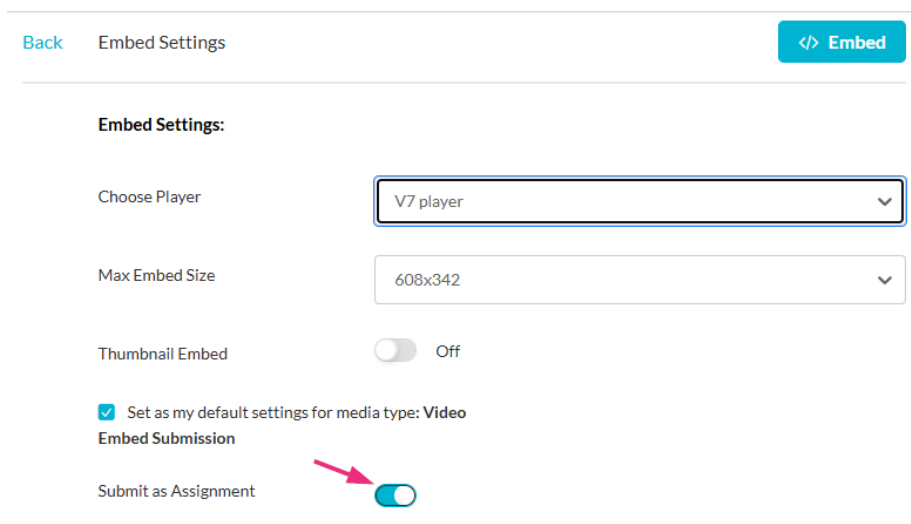 Back Embed Settings </> Embed
Embed Settings:
Choose Player V7 player
Max Embed Size 608x342
Thumbnail Embed Off
Set as my default settings for media type: Video
Embed Submission
Submit as Assignment